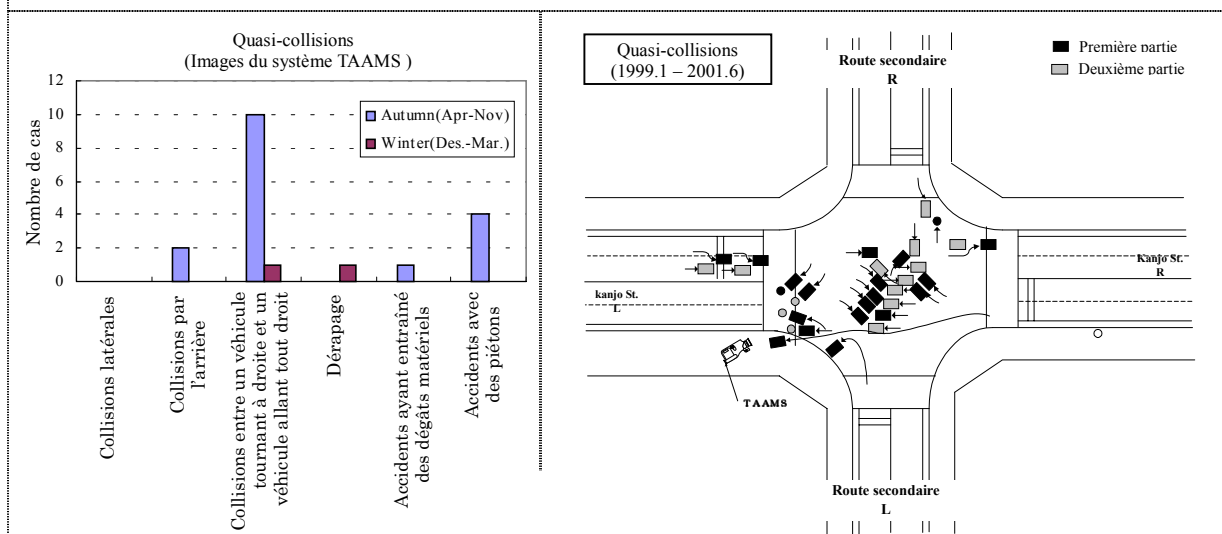 Quasi-collisions
(Images du système TAAMS )
Nombre de cas
12
10
8
6
4
2
0
Autumn(Apr-Nov)
Winter(Des.-Mar.)
Collisions latérales
Collisions par
l'arrière
Collisions entre un véhicule
tournant à droite et un
véhicule allant tout droit
Dérapage
Accidents ayant entraîné
des dégâts matériels
Accidents avec
des piétons
Quasi-collisions
(1999.1 – 2001.6)
Route secondaire
R
Première partie
Deuxième partie
Kanjo St.
R
kanjo St.
L
TAAMS
Route secondaire
L